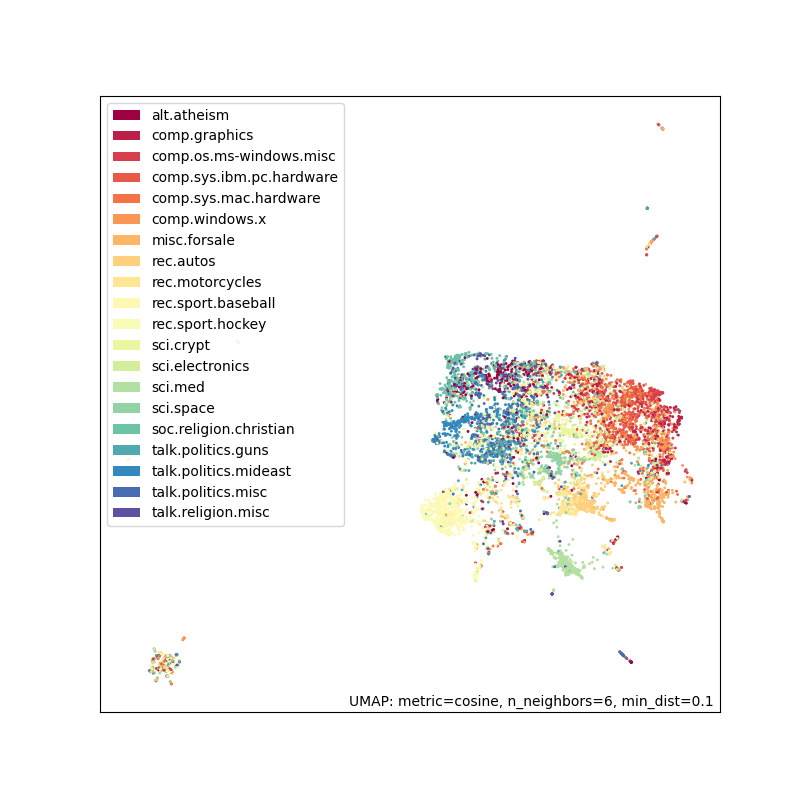 alt.atheism
comp.graphics
comp.os.ms-windows.misc
comp.sys.ibm.pc.hardware
comp.sys.mac.hardware
comp.windows.x
misc.forsale
rec.autos
rec.motorcycles
rec.sport.baseball
rec.sport.hockey
sci.crypt
sci.electronics
sci.med
sci.space
soc.religion.christian
talk.politics.guns
talk.politics.mideast
talk.politics.misc
talk.religion.misc
UMAP: metric=cosine, n_neighbors=6, min_dist=0.1